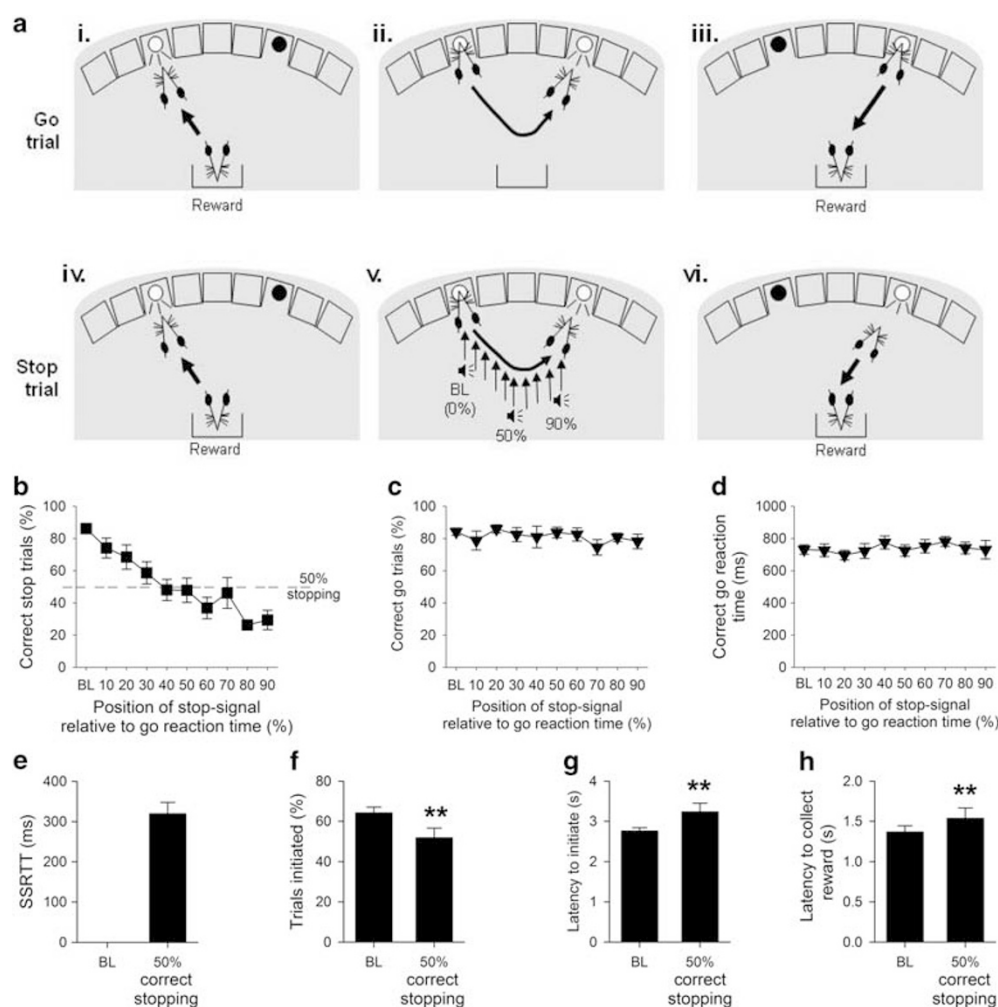 a
i.
ii.
iii.
Go
trial
Reward
Reward
iv.
v.
vi.
Stop
trial
BL
(0%)
50%
90%
Reward
Reward
b
Correct stop trials (%)
100
80
60
40
20
0
50%
stopping
BL 10 20 30 40 50 60 70 80 90
Position of stop-signal
relative to go reaction time (%)
c
Correct go trials (%)
100
80
60
40
20
0
BL 10 20 30 40 50 60 70 80 90
Position of stop-signal
relative to go reaction time (%)
d
Correct go reaction
time (ms)
1000
800
600
400
200
0
BL 10 20 30 40 50 60 70 80 90
Position of stop-signal
relative to go reaction time (%)
e
SSRTT (ms)
400
300
200
100
0
BL 50%
correct
stopping
f
Trials initiated (%)
80
60
40
20
0
**
BL 50%
correct
stopping
g
Latency to initiate (s)
4
3
2
1
0
**
BL 50%
correct
stopping
h
Latency to collect
reward (s)
2.0
1.5
1.0
0.5
0.0
**
BL 50%
correct
stopping